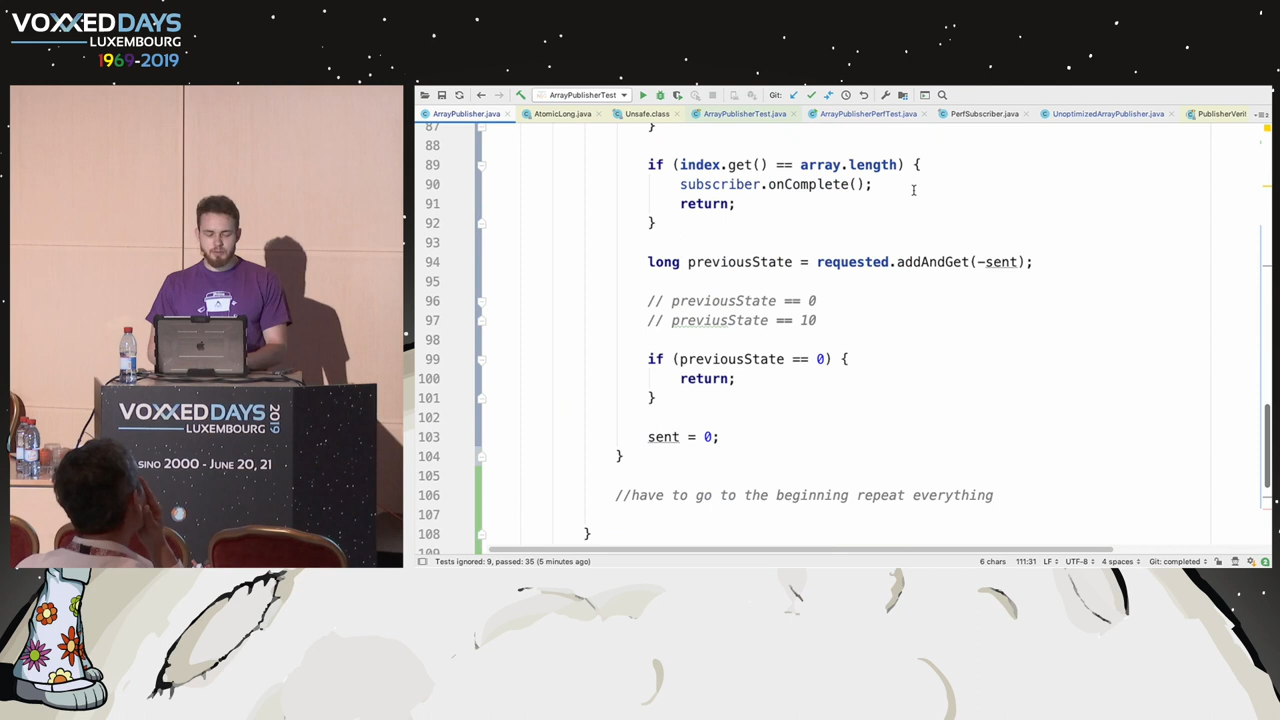 VOXXEDDAYS
LUXEMBOURG
1969-2019
ArrayPublisherTest
Git:
ArrayPublisher.java
AtomicLong.java
Unsafe.class
ArrayPublisherTest.java
ArrayPublisherPerfTest.java
PerfSubscriber.java
UnoptimizedArrayPublisher.java
PublisherVerifi
87 }
88
89 if (index.get() == array.length) {
90 subscriber.onComplete();
91 return;
92 }
93
94 long previousState = requested.addAndGet(-sent);
95
96 // previousState == 0
97 // previusState == 10
98
99 if (previousState == 0) {
100 return;
101 }
102
103 sent = 0;
104 }
105
106 //have to go to the beginning repeat everything
107
108 }
109
Tests ignored: 9, passed: 35 (5 minutes ago)
6 chars
111:31
LF
UTF-8
4 spaces
Git: completed
VOXXEDDAYS
LUXEMBOURG
2019
SINO 2000 - JUNE 20, 21